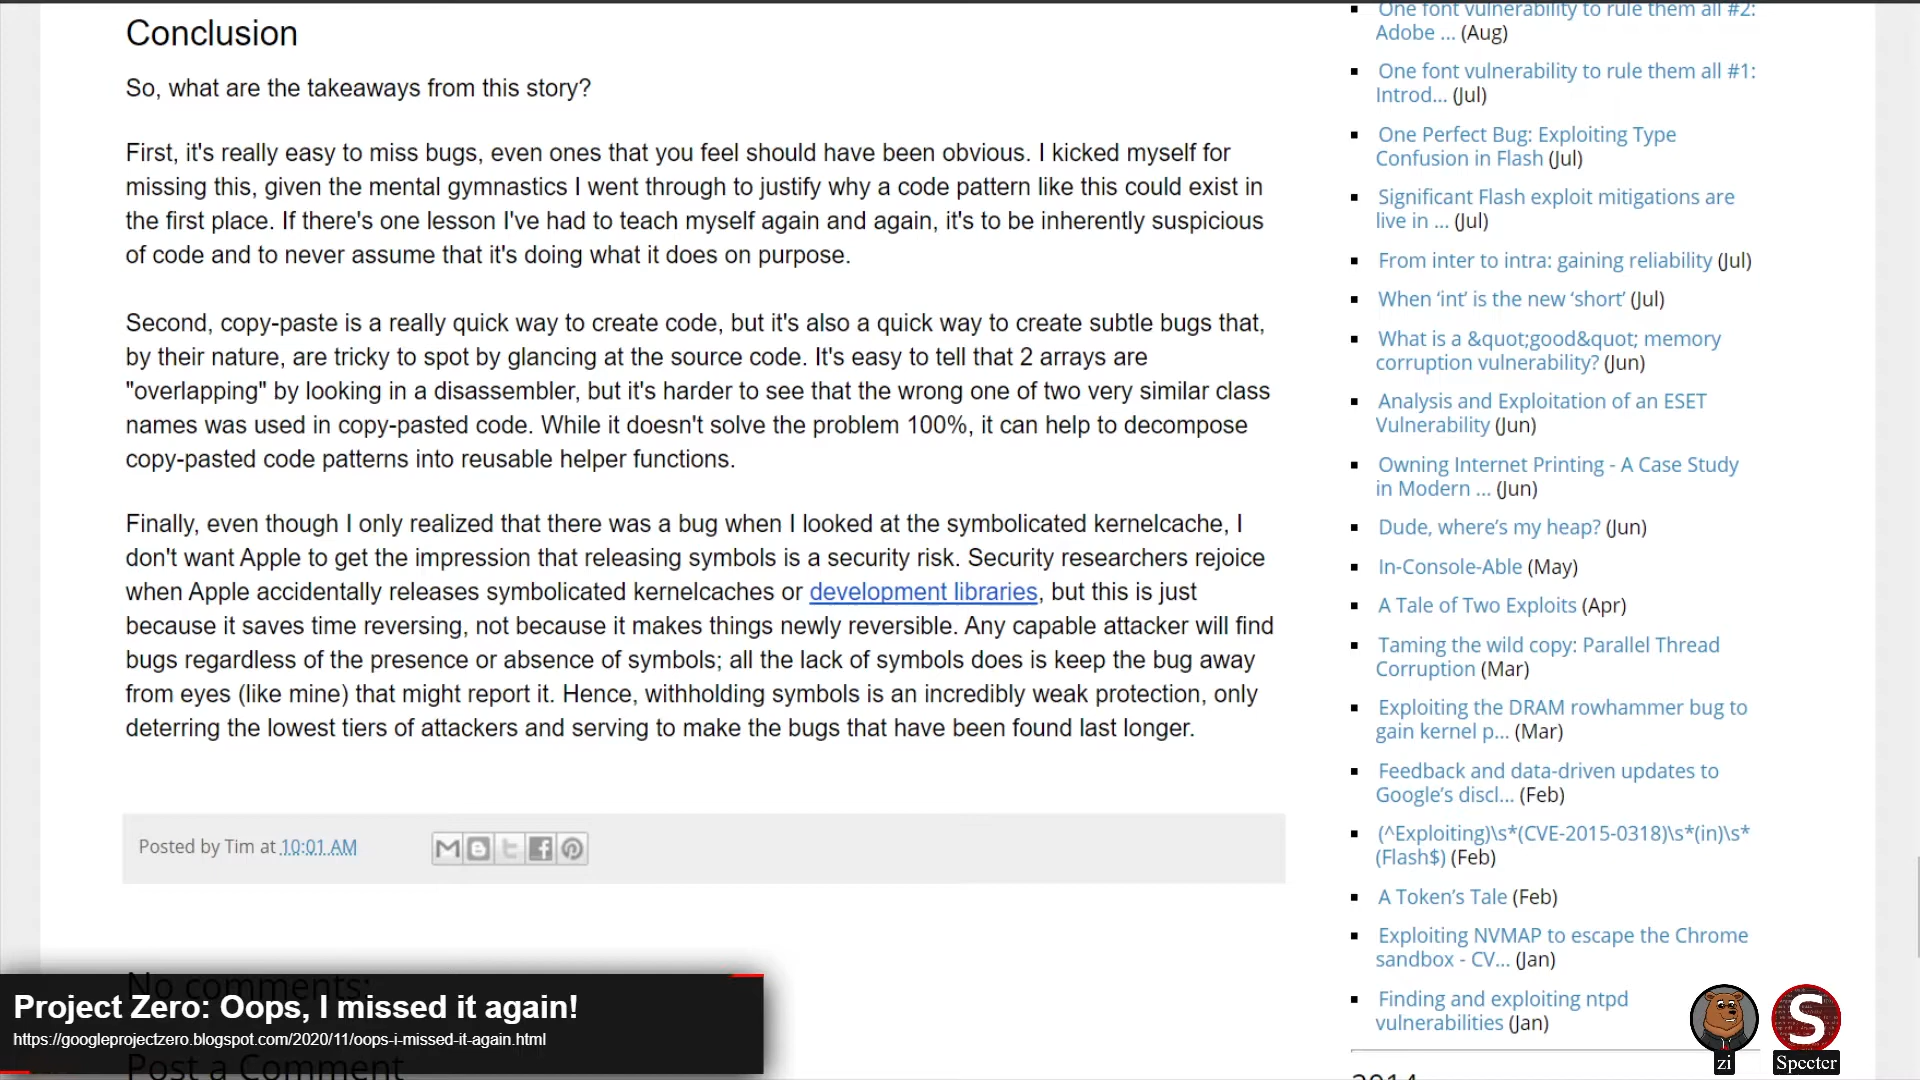 Conclusion
So, what are the takeaways from this story?
First, it's really easy to miss bugs, even ones that you feel should have been obvious. I kicked myself for
missing this, given the mental gymnastics I went through to justify why a code pattern like this could exist in
the first place. If there's one lesson I've had to teach myself again and again, it's to be inherently suspicious
of code and to never assume that it's doing what it does on purpose.
Second, copy-paste is a really quick way to create code, but it's also a quick way to create subtle bugs that,
by their nature, are tricky to spot by glancing at the source code. It's easy to tell that 2 arrays are
"overlapping" by looking in a disassembler, but it's harder to see that the wrong one of two very similar class
names was used in copy-pasted code. While it doesn't solve the problem 100%, it can help to decompose
copy-pasted code patterns into reusable helper functions.
Finally, even though I only realized that there was a bug when I looked at the symbolicated kernelcache, I
don't want Apple to get the impression that releasing symbols is a security risk. Security researchers rejoice
when Apple accidentally releases symbolicated kernelcaches or development libraries, but this is just
because it saves time reversing, not because it makes things newly reversible. Any capable attacker will find
bugs regardless of the presence or absence of symbols; all the lack of symbols does is keep the bug away
from eyes (like mine) that might report it. Hence, withholding symbols is an incredibly weak protection, only
deterring the lowest tiers of attackers and serving to make the bugs that have been found last longer.
Posted by Tim at 10:01 AM
No comments:
Project Zero: Oops, I missed it again!
https://googleprojectzero.blogspot.com/2020/11/oops-i-missed-it-again.html
Post a Comment
One font vulnerability to rule them all #2:
Adobe ... (Aug)
One font vulnerability to rule them all #1:
Introd... (Jul)
One Perfect Bug: Exploiting Type
Confusion in Flash (Jul)
Significant Flash exploit mitigations are
live in ... (Jul)
From inter to intra: gaining reliability (Jul)
When ‘int’ is the new ‘short’ (Jul)
What is a &quot;good&quot; memory
corruption vulnerability? (Jun)
Analysis and Exploitation of an ESET
Vulnerability (Jun)
Owning Internet Printing - A Case Study
in Modern ... (Jun)
Dude, where’s my heap? (Jun)
In-Console-Able (May)
A Tale of Two Exploits (Apr)
Taming the wild copy: Parallel Thread
Corruption (Mar)
Exploiting the DRAM rowhammer bug to
gain kernel p... (Mar)
Feedback and data-driven updates to
Google’s discl... (Feb)
(^Exploiting)\s*(CVE-2015-0318)\s*(in)\s*
(Flash$) (Feb)
A Token’s Tale (Feb)
Exploiting NVMAP to escape the Chrome
sandbox - CV... (Jan)
Finding and exploiting ntpd
vulnerabilities (Jan)
2014
S
zi
Specter